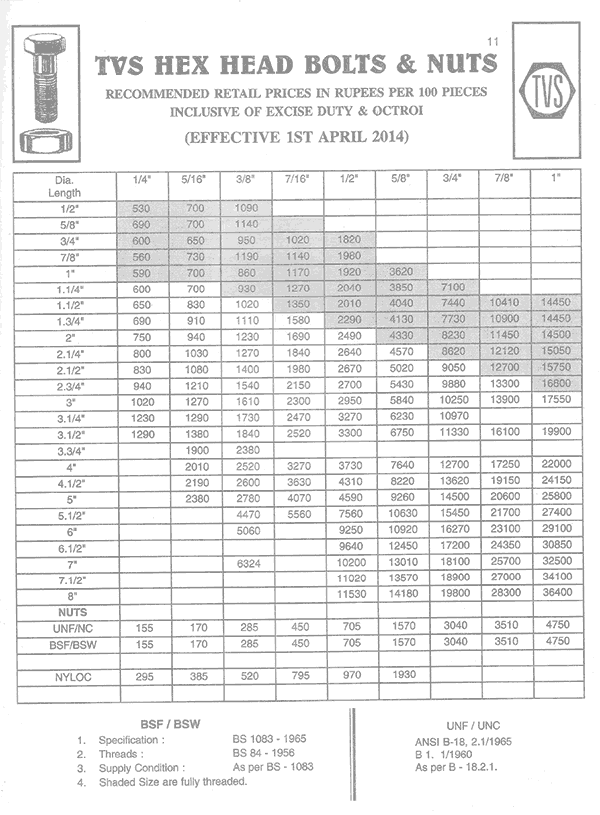 11
TVS HEX HEAD BOLTS & NUTS
RECOMMENDED RETAIL PRICES IN RUPEES PER 100 PIECES
INCLUSIVE OF EXCISE DUTY & OCTROI
(EFFECTIVE 1ST APRIL 2014)
TVS
Dia. Length 1/4" 5/16" 3/8" 7/16" 1/2" 5/8" 3/4" 7/8" 1"
1/2" 530 700 1090
5/8" 690 700 1140
3/4" 600 650 950 1020 1820
7/8" 560 730 1190 1140 1980
1" 590 700 860 1170 1920 3620
1.1/4" 600 700 930 1270 2040 3850 7100
1.1/2" 650 830 1020 1350 2010 4040 7440 10410 14450
1.3/4" 690 910 1110 1580 2290 4130 7730 10900 14450
2" 750 940 1230 1690 2490 4330 8230 11450 14500
2.1/4" 800 1030 1270 1840 2640 4570 8620 12120 15050
2.1/2" 830 1080 1400 1980 2670 5020 9050 12700 15750
2.3/4" 940 1210 1540 2150 2700 5430 9880 13300 16800
3" 1020 1270 1610 2300 2950 5840 10250 13900 17550
3.1/4" 1230 1290 1730 2470 3270 6230 10970
3.1/2" 1290 1380 1840 2520 3300 6750 11330 16100 19900
3.3/4" 1900 2380
4" 2010 2520 3270 3730 7640 12700 17250 22000
4.1/2" 2190 2600 3630 4310 8220 13620 19150 24150
5" 2380 2780 4070 4590 9260 14500 20600 25800
5.1/2" 4470 5560 7560 10630 15450 21700 27400
6" 5060 9250 10920 16270 23100 29100
6.1/2" 9640 12450 17200 24350 30850
7" 6324 10200 13010 18100 25700 32500
7.1/2" 11020 13570 18900 27000 34100
8" 11530 14180 19800 28300 36400
NUTS
UNF/NC 155 170 285 450 705 1570 3040 3510 4750
BSF/BSW 155 170 285 450 705 1570 3040 3510 4750
NYLOC 295 385 520 795 970 1930
BSF / BSW
1. Specification : BS 1083 - 1965
2. Threads : BS 84 - 1956
3. Supply Condition : As per BS - 1083
4. Shaded Size are fully threaded.
UNF / UNC
ANSI B-18, 2.1/1965
B 1. 1/1960
As per B - 18.2.1.